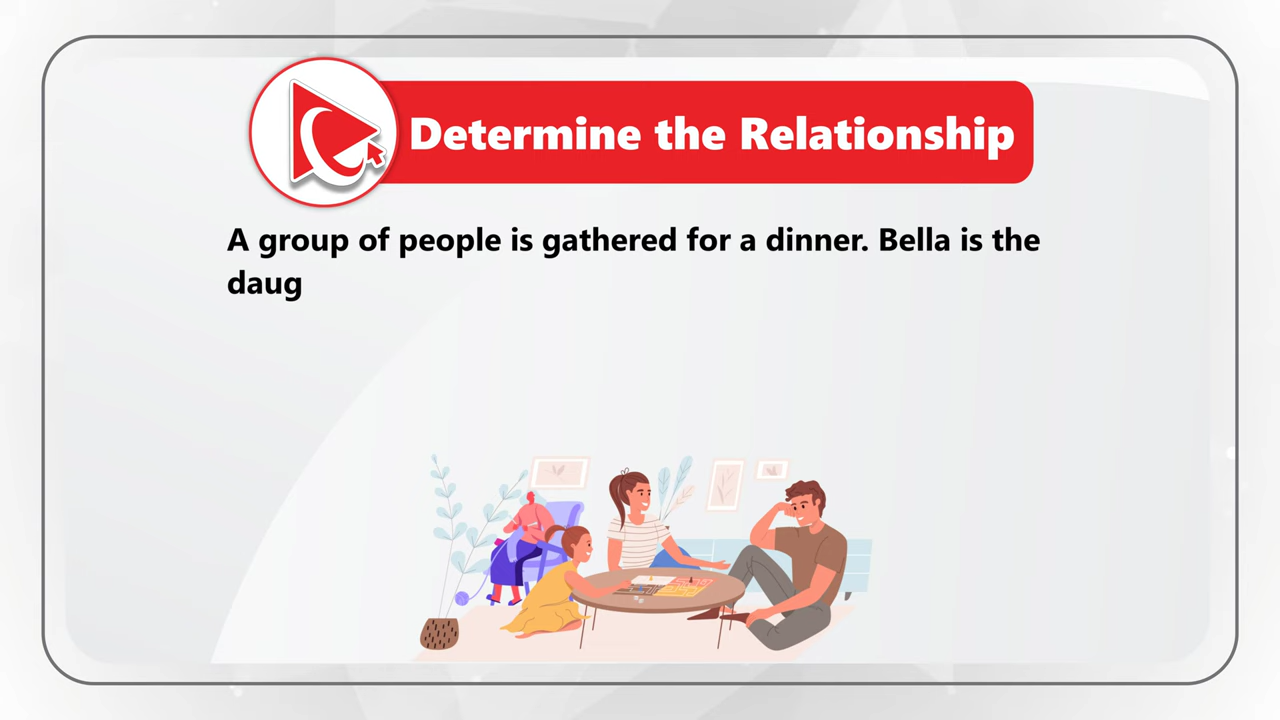 Determine the Relationship
A group of people is gathered for a dinner. Bella is the
daug